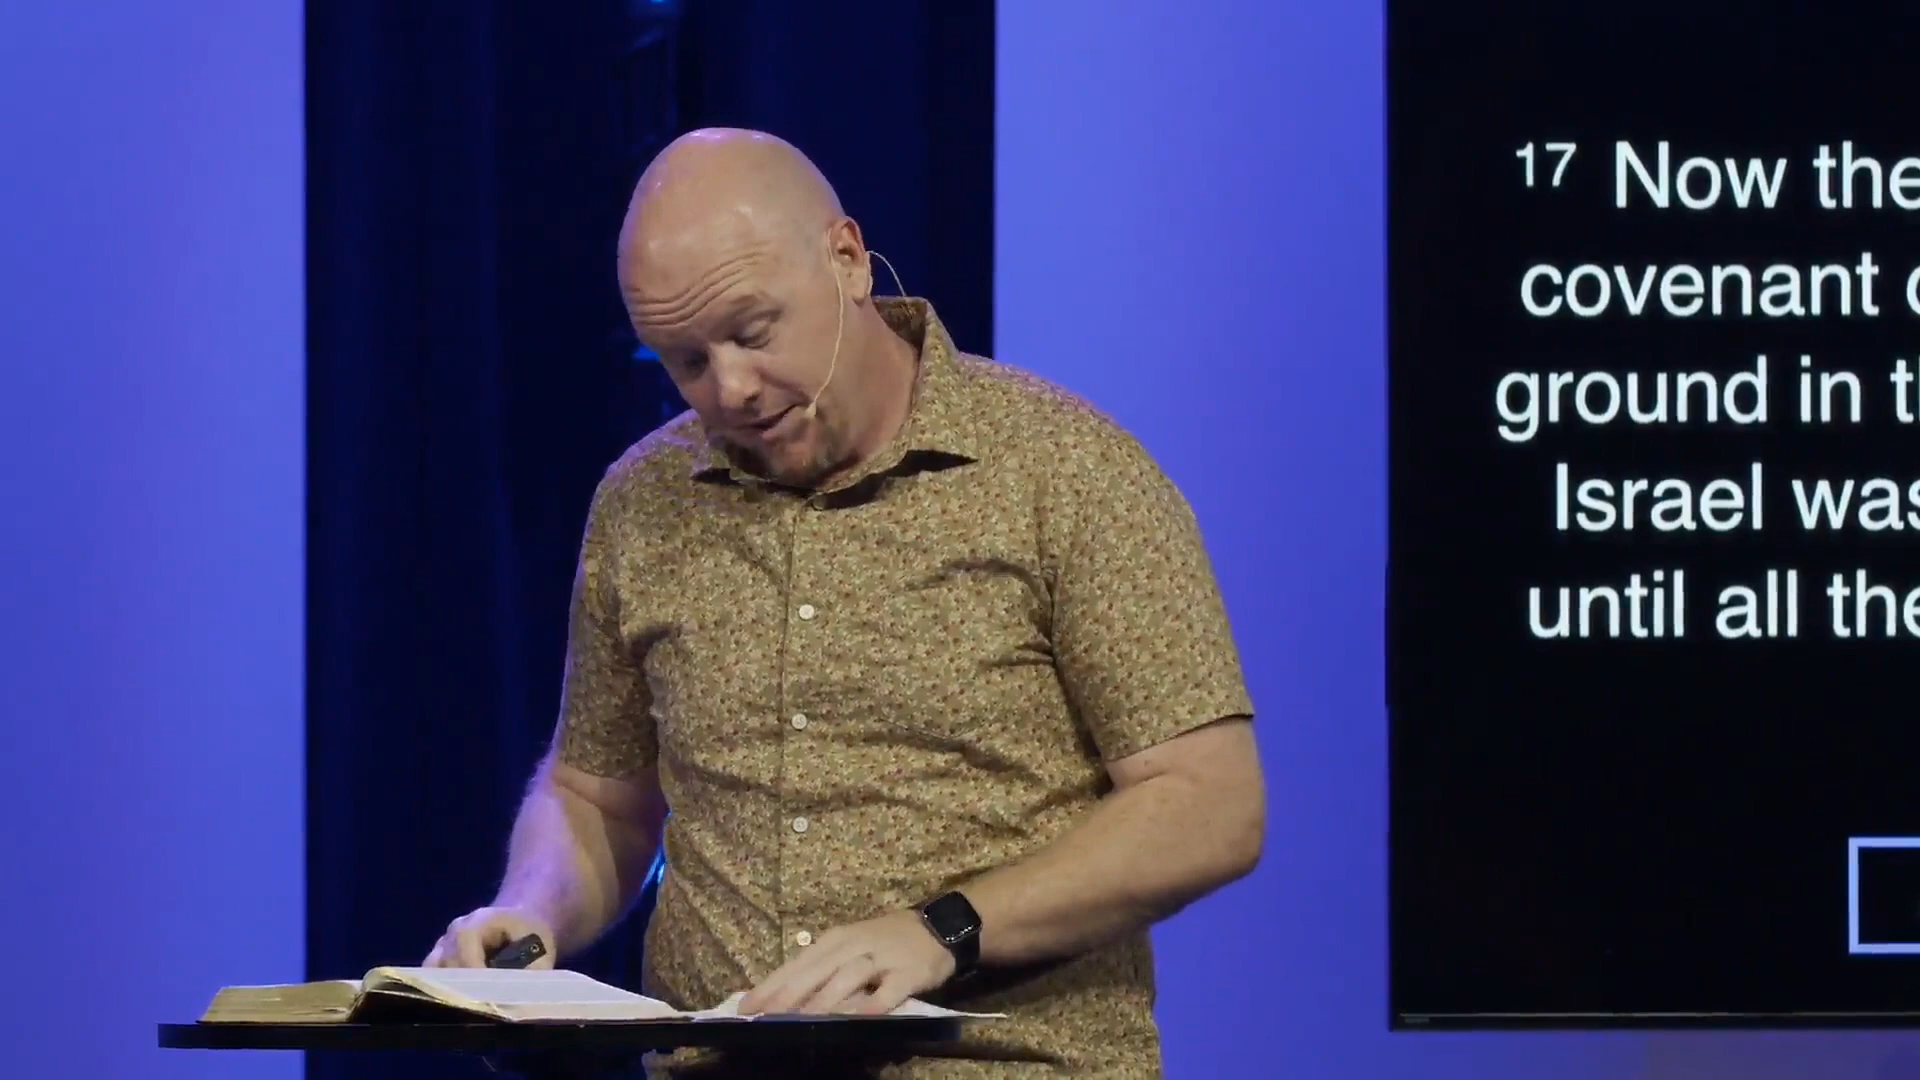 17 Now the
covenant
ground in
Israel was
until all the